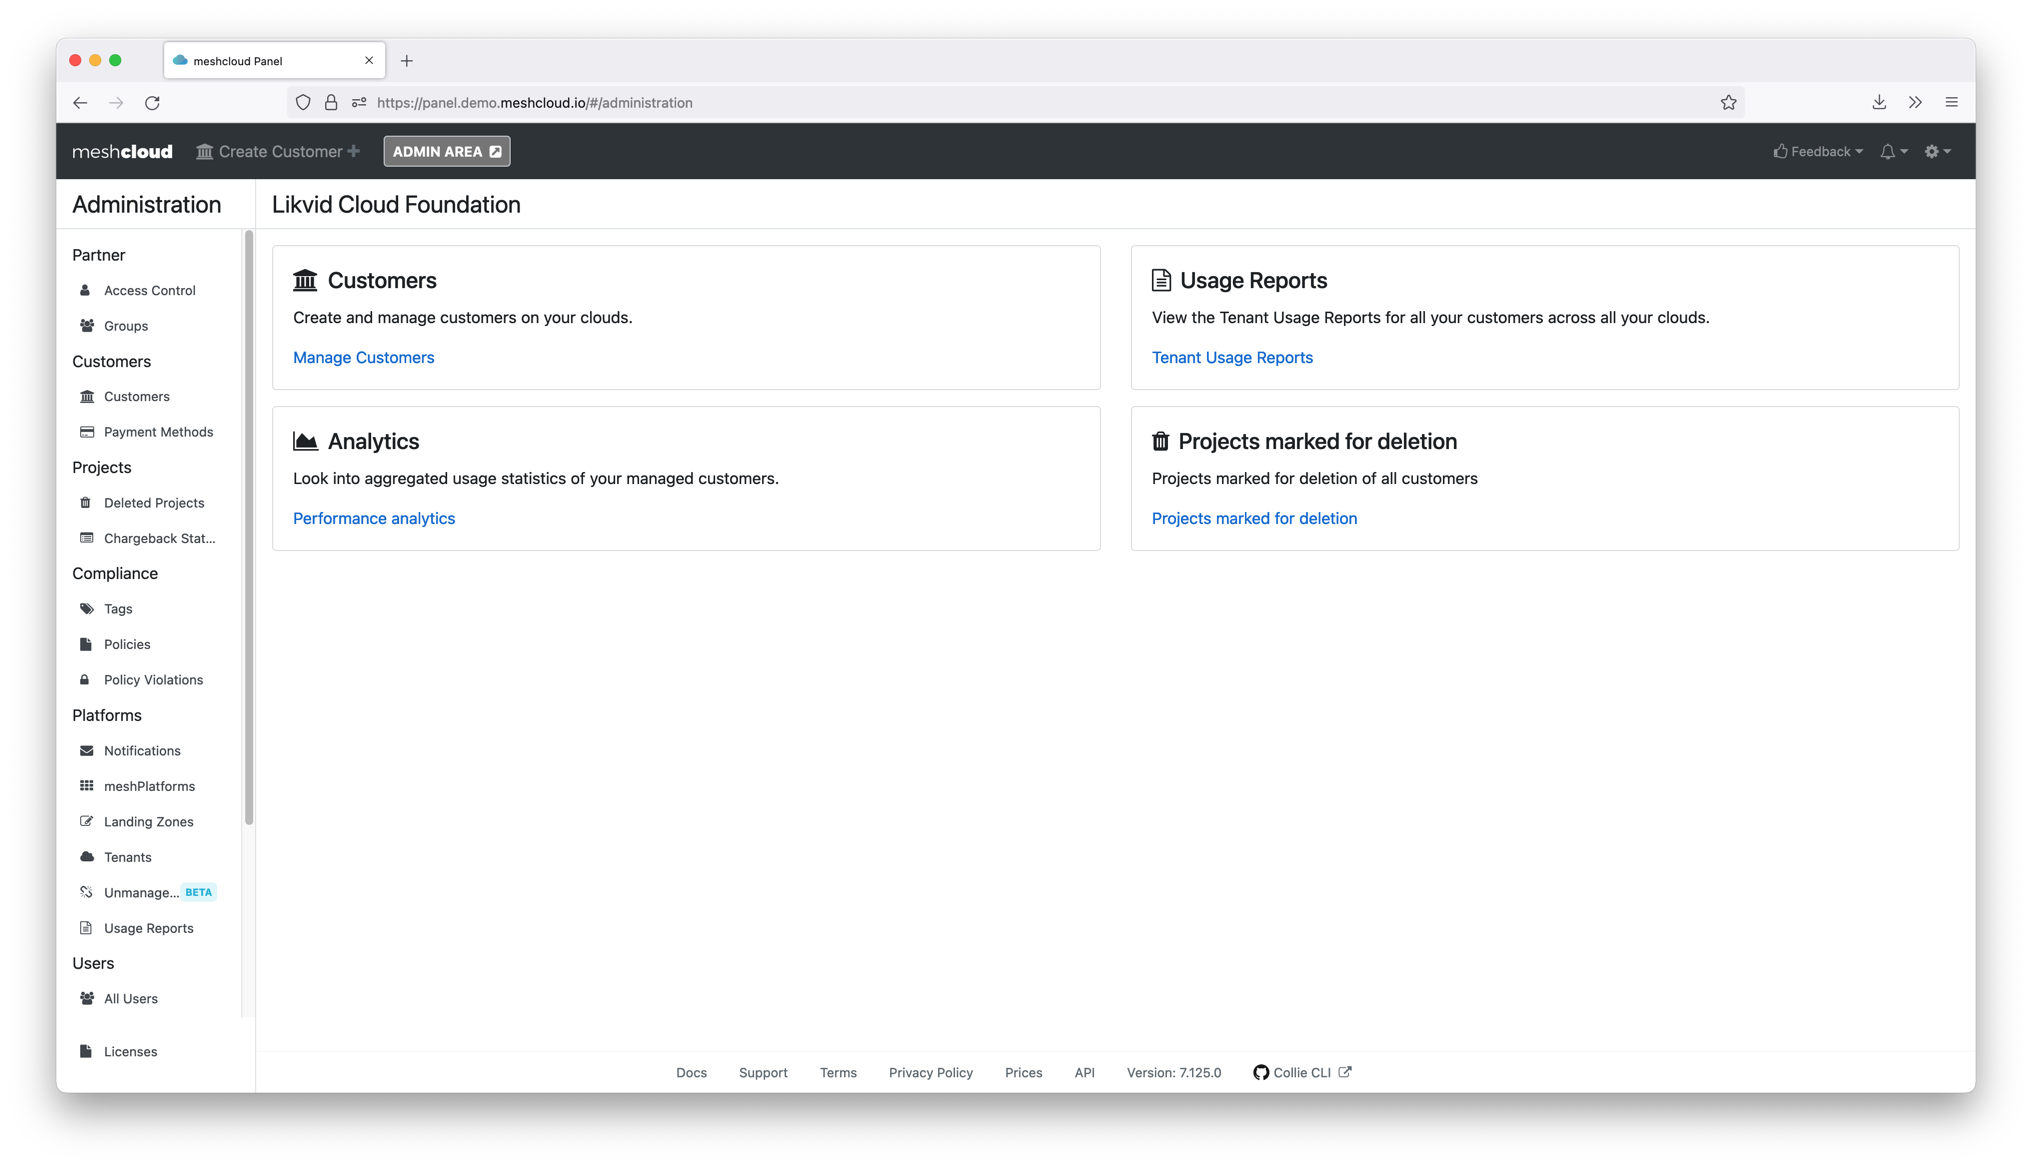 meshcloud Panel
https://panel.demo.meshcloud.io/#/administration
meshcloud
Create Customer
ADMIN AREA
Feedback
Administration
Likvid Cloud Foundation
Partner
Access Control
Groups
Customers
Customers
Payment Methods
Projects
Deleted Projects
Chargeback Stat...
Compliance
Tags
Policies
Policy Violations
Platforms
Notifications
meshPlatforms
Landing Zones
Tenants
Unmanage... BETA
Usage Reports
Users
All Users
Licenses
Customers
Create and manage customers on your clouds.
Manage Customers
Usage Reports
View the Tenant Usage Reports for all your customers across all your clouds.
Tenant Usage Reports
Analytics
Look into aggregated usage statistics of your managed customers.
Performance analytics
Projects marked for deletion
Projects marked for deletion of all customers
Projects marked for deletion
Docs Support Terms Privacy Policy Prices API Version: 7.125.0 Collie CLI